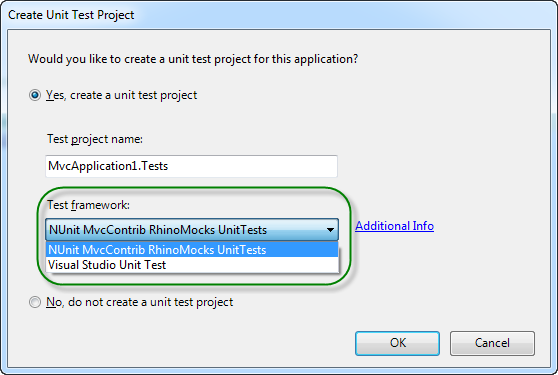 Create Unit Test Project
Would you like to create a unit test project for this application?
Yes, create a unit test project
Test project name:
MvcApplication1.Tests
Test framework:
NUnit MvcContrib RhinoMocks UnitTests
Additional Info
NUnit MvcContrib RhinoMocks UnitTests
Visual Studio Unit Test
No, do not create a unit test project
OK
Cancel